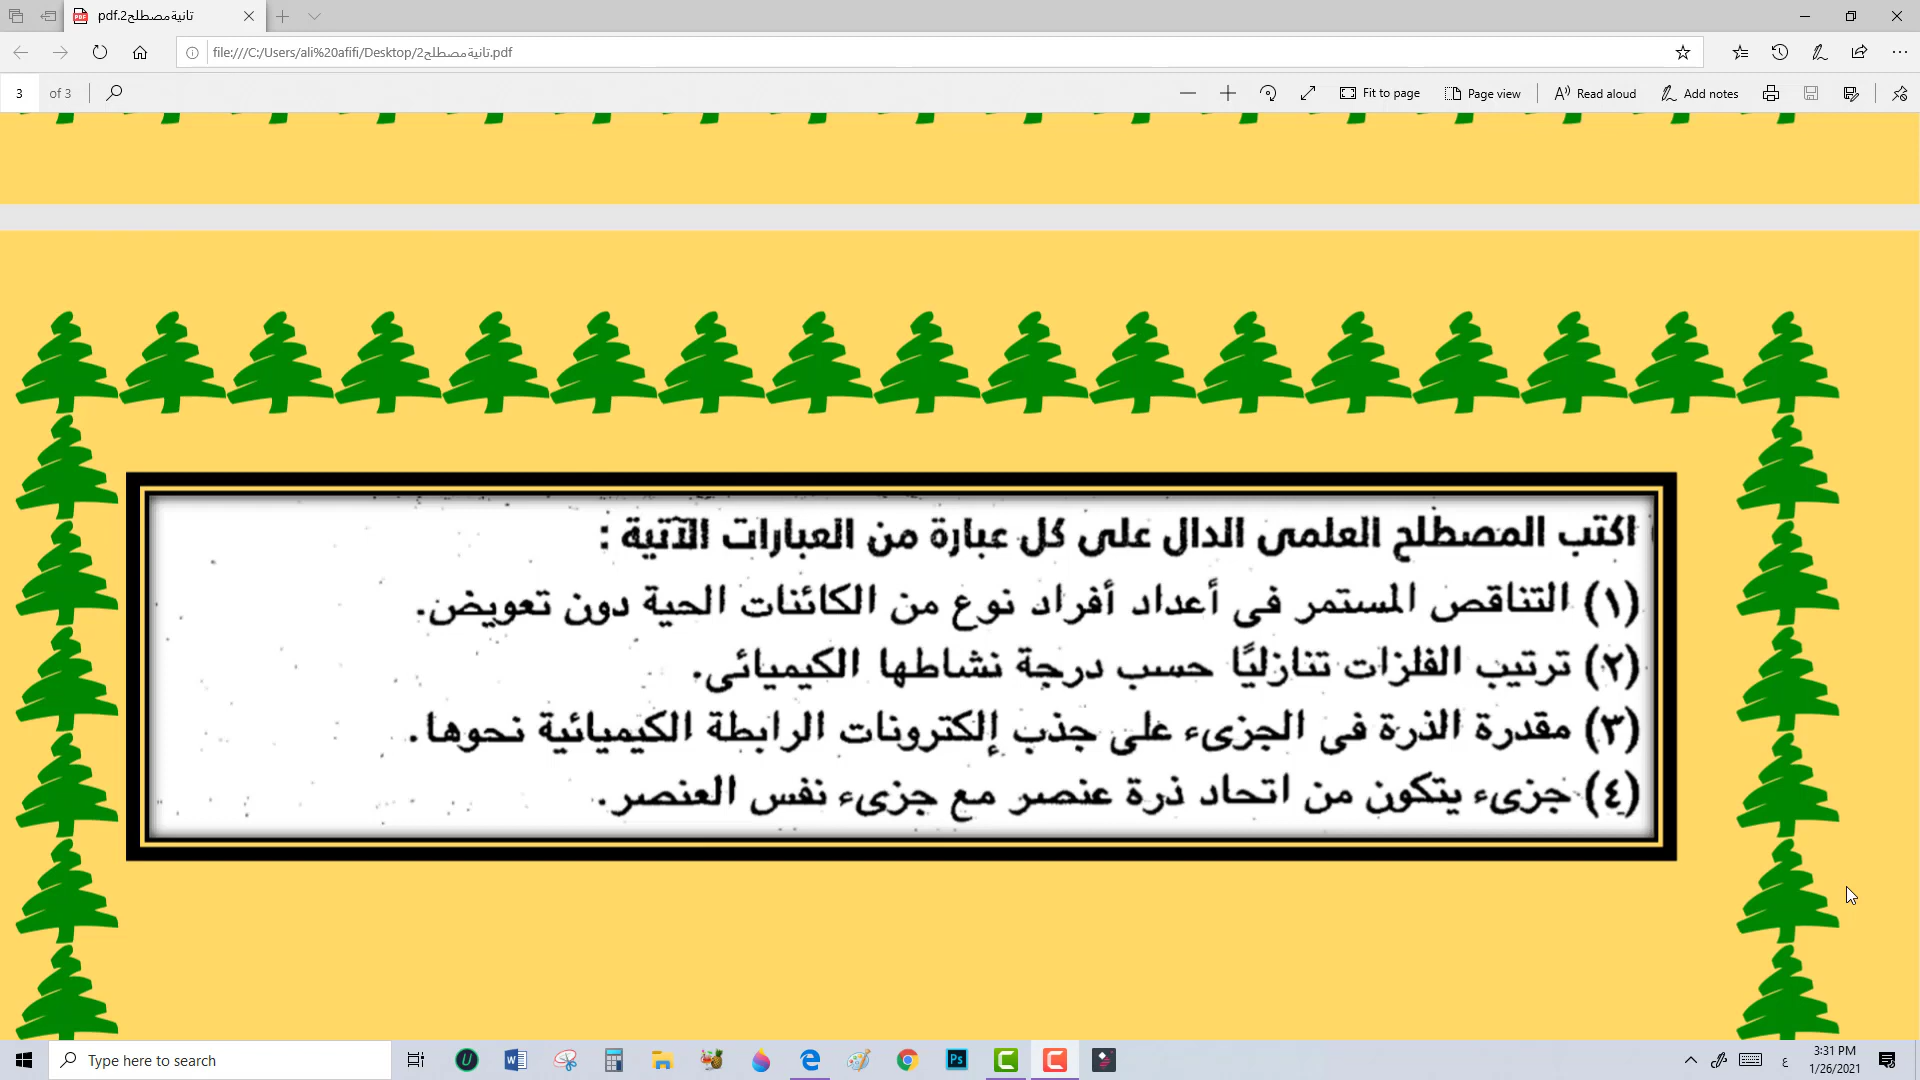 تانيةمصطلح2.pdf
file:///C:/Users/ali%20afifi/Desktop/تانيةمصطلح2.pdf
3 of 3 Fit to page Page view Read aloud Add notes
اكتب المصطلح العلمى الدال على كل عبارة من العبارات الآتية :
(١) التناقص المستمر فى أعداد أفراد نوع من الكائنات الحية دون تعويض.
(٢) ترتيب الفلزات تنازليًا حسب درجة نشاطها الكيميائى.
(٣) مقدرة الذرة فى الجزىء على جذب إلكترونات الرابطة الكيميائية نحوها.
(٤) جزىء يتكون من اتحاد ذرة عنصر مع جزىء نفس العنصر.
Type here to search
ع
3:31 PM
1/26/2021